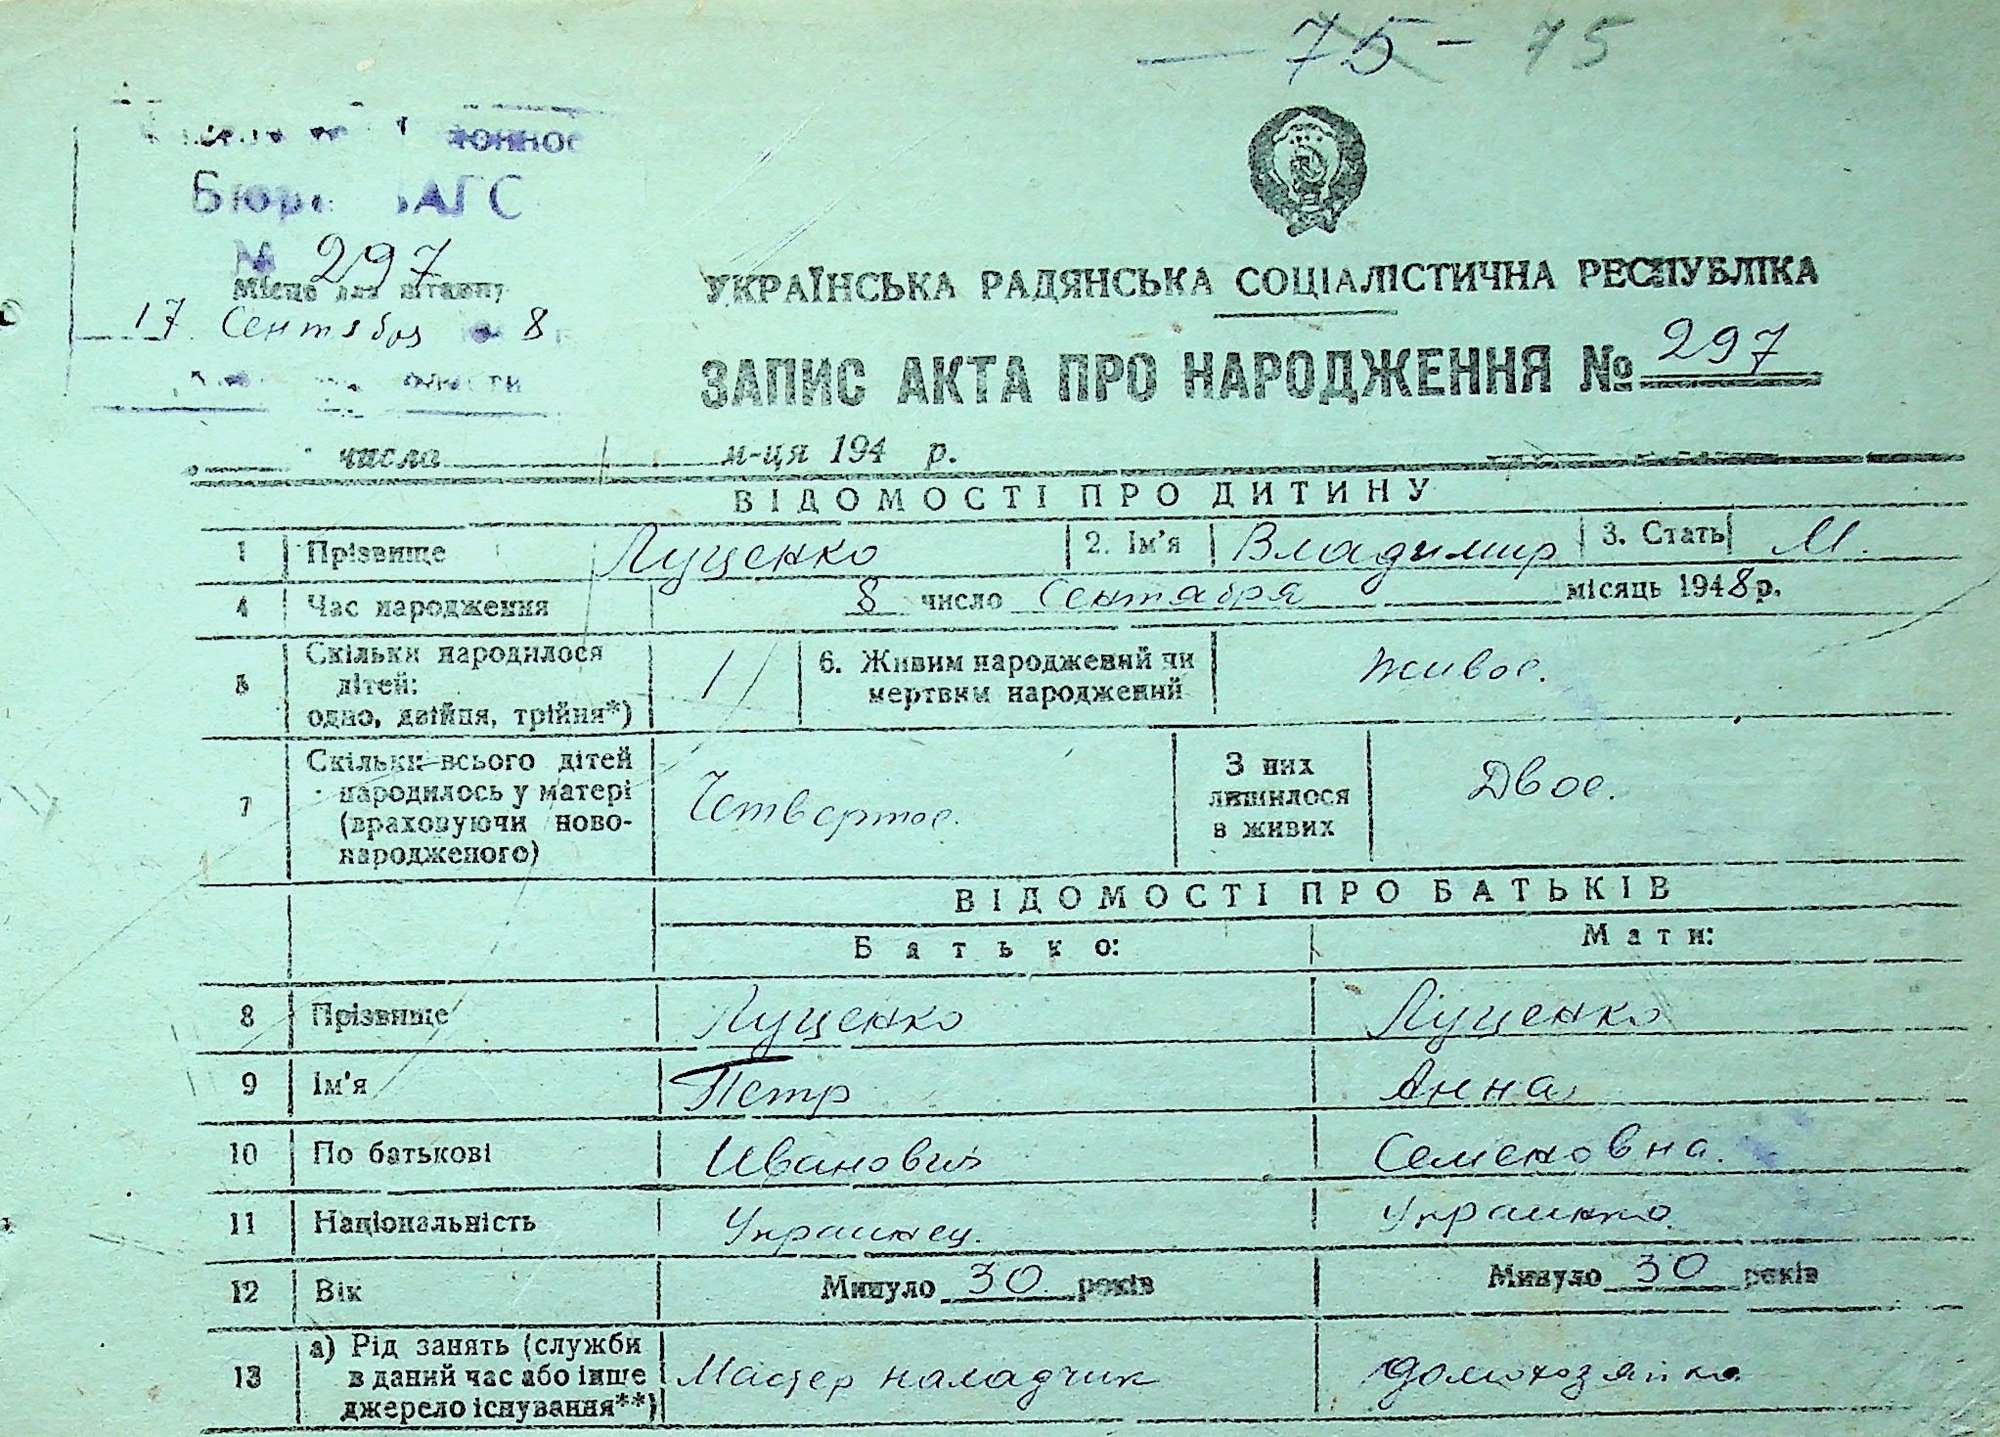 — 75 - 75
Бюро ЗАГС
№ 297
Місце для штампу
17 Сентября 8
УКРАЇНСЬКА РАДЯНСЬКА СОЦІАЛІСТИЧНА РЕСПУБЛІКА
ЗАПИС АКТА ПРО НАРОДЖЕННЯ № 297
числа м-ця 194 р.
ВІДОМОСТІ ПРО ДИТИНУ
1 Прізвище Луценко 2. Ім'я Владимир 3. Стать М.
4 Час народження 8 число Сентября місяць 1948 р.
5 Скільки народилося
дітей:
одно, двійня, трійня*) 1 6. Живим народжений чи
мертвим народжений Живое.
7 Скільки всього дітей
народилось у матері
(враховуючи ново-
народженого) Четвертое. З них
лишилося
в живих Двое.
ВІДОМОСТІ ПРО БАТЬКІВ
Батько: Мати:
8 Прізвище Луценко Луценко
9 Ім'я Петр Анна
10 По батькові Иванович Семеновна.
11 Національність Украинец. Украинка.
12 Вік Минуло 30 років Минуло 30 років
13 а) Рід занять (служби
в даний час або інше
джерело існування**) Мастер наладчик домохозяйка